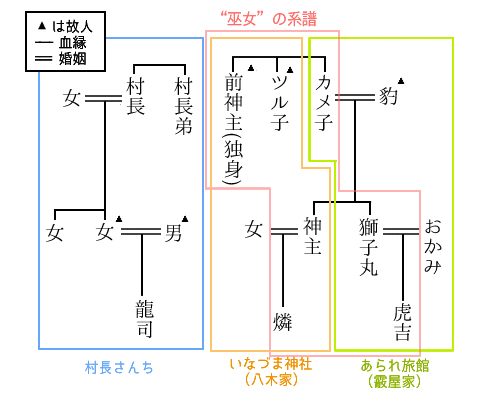 ▲は故人
血縁
婚姻
“巫女”の系譜
女
村長
村長弟
前神主(独身)
▲
ツル子
▲
カメ子
豹
▲
女
女
▲
男
▲
女
神主
獅子丸
おかみ
龍司
燐
虎吉
村長さんち
いなづま神社
(八木家)
あられ旅館
(霰屋家)